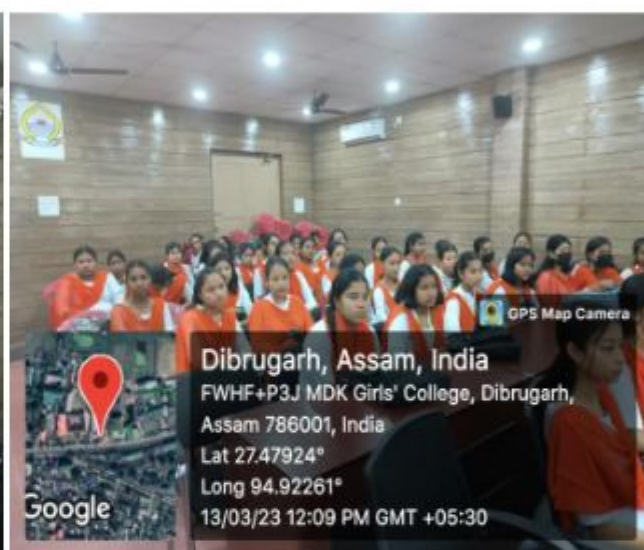 GPS Map Camera
Dibrugarh, Assam, India
FWHF+P3J MDK Girls' College, Dibrugarh,
Assam 786001, India
Lat 27.47924°
Long 94.92261°
13/03/23 12:09 PM GMT +05:30
Google